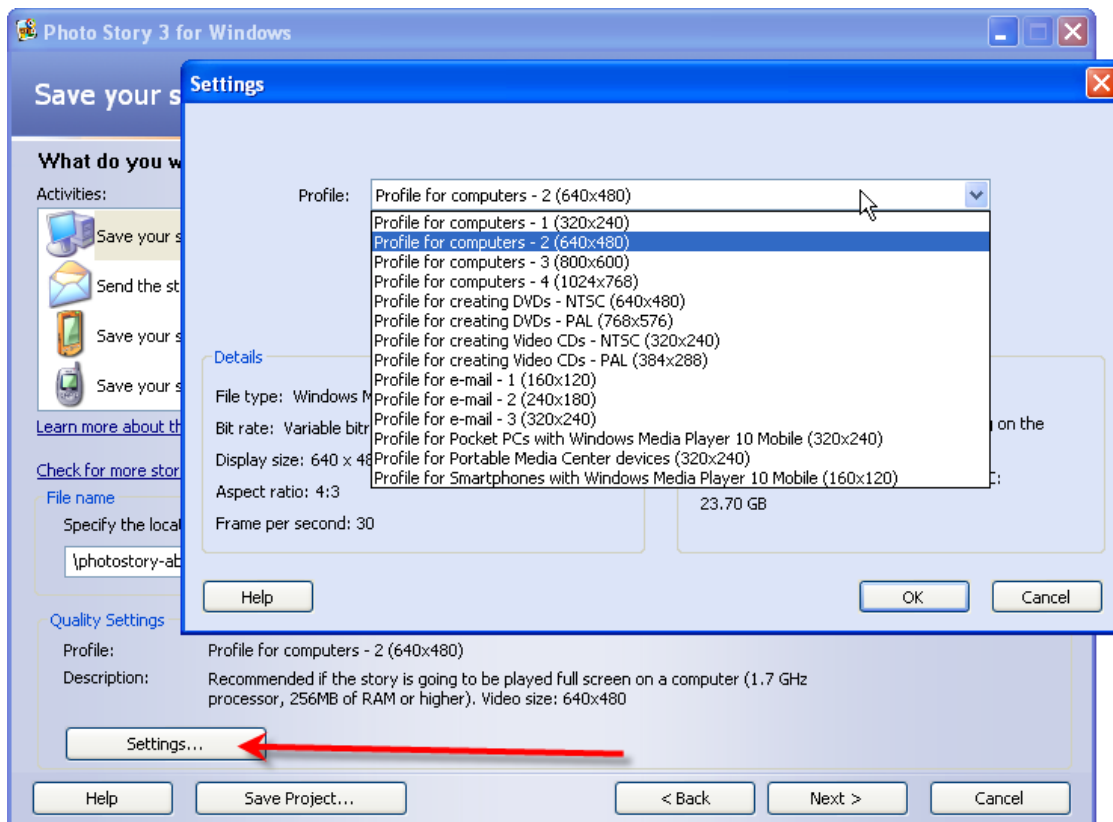 Photo Story 3 for Windows
Save your s
Settings
What do you w
Activities:
Save your s
Send the st
Save your s
Save your s
Learn more about th
Check for more stor
File name
Specify the local
\photostory-ab
Profile: Profile for computers - 2 (640x480)
Profile for computers - 1 (320x240)
Profile for computers - 2 (640x480)
Profile for computers - 3 (800x600)
Profile for computers - 4 (1024x768)
Profile for creating DVDs - NTSC (640x480)
Profile for creating DVDs - PAL (768x576)
Profile for creating Video CDs - NTSC (320x240)
Profile for creating Video CDs - PAL (384x288)
Profile for e-mail - 1 (160x120)
Profile for e-mail - 2 (240x180)
Profile for e-mail - 3 (320x240)
Profile for Pocket PCs with Windows Media Player 10 Mobile (320x240)
Profile for Portable Media Center devices (320x240)
Profile for Smartphones with Windows Media Player 10 Mobile (160x120)
Details
File type: Windows M
Bit rate: Variable bitr
Display size: 640 x 48
Aspect ratio: 4:3
Frame per second: 30
on the
C:
23.70 GB
Help OK Cancel
Quality Settings
Profile: Profile for computers - 2 (640x480)
Description: Recommended if the story is going to be played full screen on a computer (1.7 GHz
processor, 256MB of RAM or higher). Video size: 640x480
Settings...
Help Save Project... < Back Next > Cancel